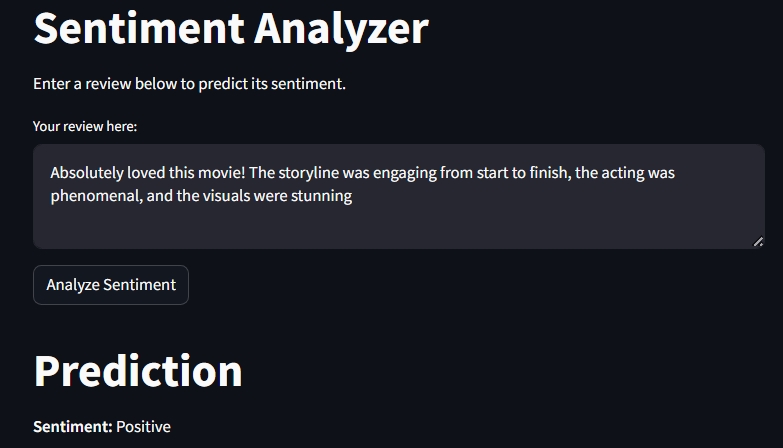 Sentiment Analyzer
Enter a review below to predict its sentiment.
Your review here:
Absolutely loved this movie! The storyline was engaging from start to finish, the acting was
phenomenal, and the visuals were stunning
Analyze Sentiment
Prediction
Sentiment: Positive